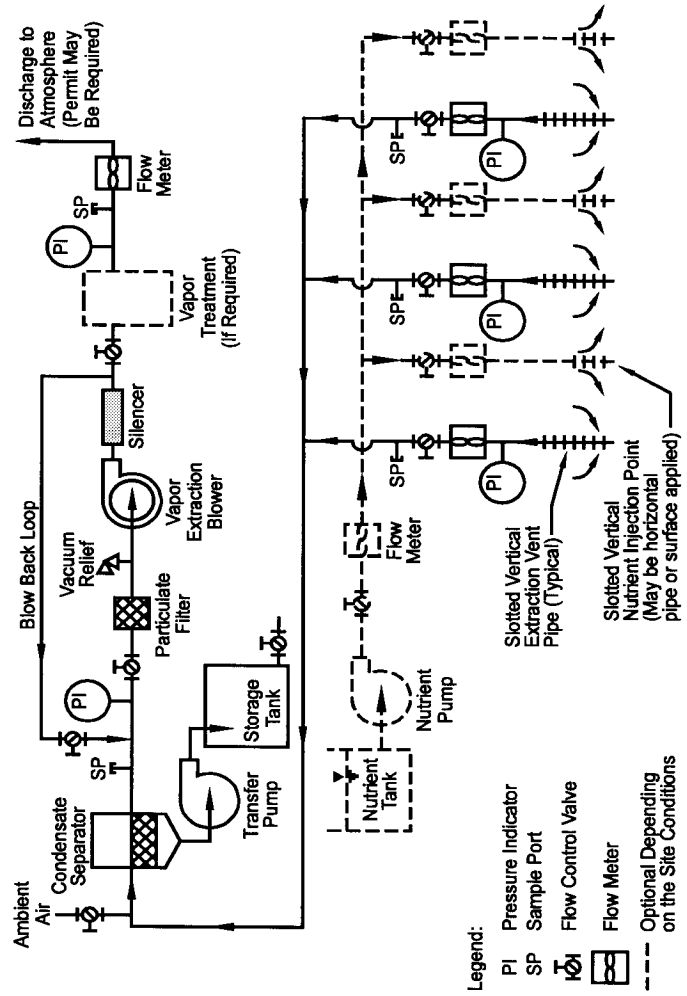 Ambient
Air
Condensate
Separator
SP
PI
Blow Back Loop
Particulate
Filter
Vacuum
Relief
Vapor
Extraction
Blower
Silencer
Vapor
Treatment
(If Required)
PI
SP
Flow
Meter
Discharge to
Atmosphere
(Permit May
Be Required)
Transfer
Pump
Storage
Tank
Nutrient
Tank
Nutrient
Pump
Flow
Meter
SP
PI
SP
PI
SP
PI
Slotted Vertical
Extraction Vent
Pipe (Typical)
Slotted Vertical
Nutrient Injection Point
(May be horizontal
pipe or surface applied)
Legend:
PI Pressure Indicator
SP Sample Port
Flow Control Valve
Flow Meter
Optional Depending
on the Site Conditions